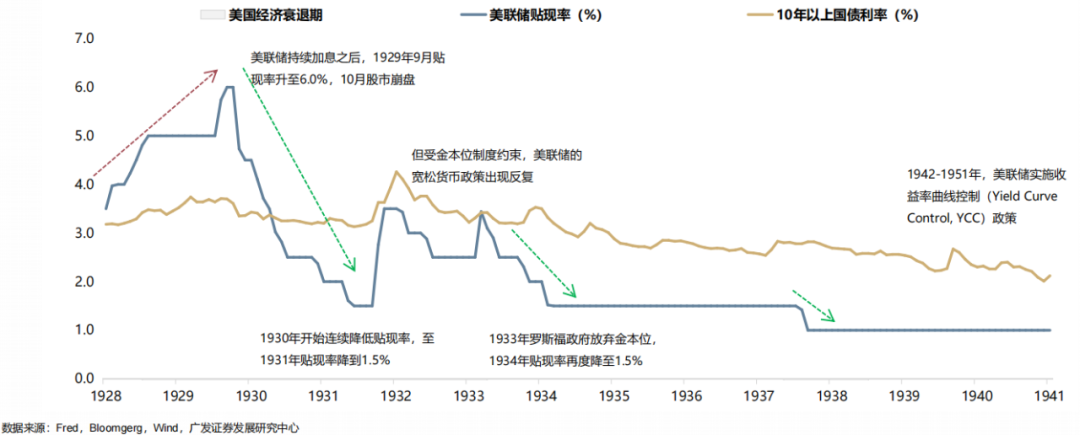 美国经济衰退期 美联储贴现率（%） 10年以上国债利率（%）
7.0
6.0
5.0
4.0
3.0
2.0
1.0
0.0
美联储持续加息之后，1929年9月贴
现率升至6.0%，10月股市崩盘
但受金本位制度约束，美联储的
宽松货币政策出现反复
1942-1951年，美联储实施收
益率曲线控制（Yield Curve
Control, YCC）政策
1930年开始连续降低贴现率，至
1931年贴现率降到1.5%
1933年罗斯福政府放弃金本位，
1934年贴现率再度降至1.5%
1928 1929 1930 1931 1932 1933 1934 1935 1936 1937 1938 1939 1940 1941
数据来源：Fred，Bloomgerg，Wind，广发证券发展研究中心